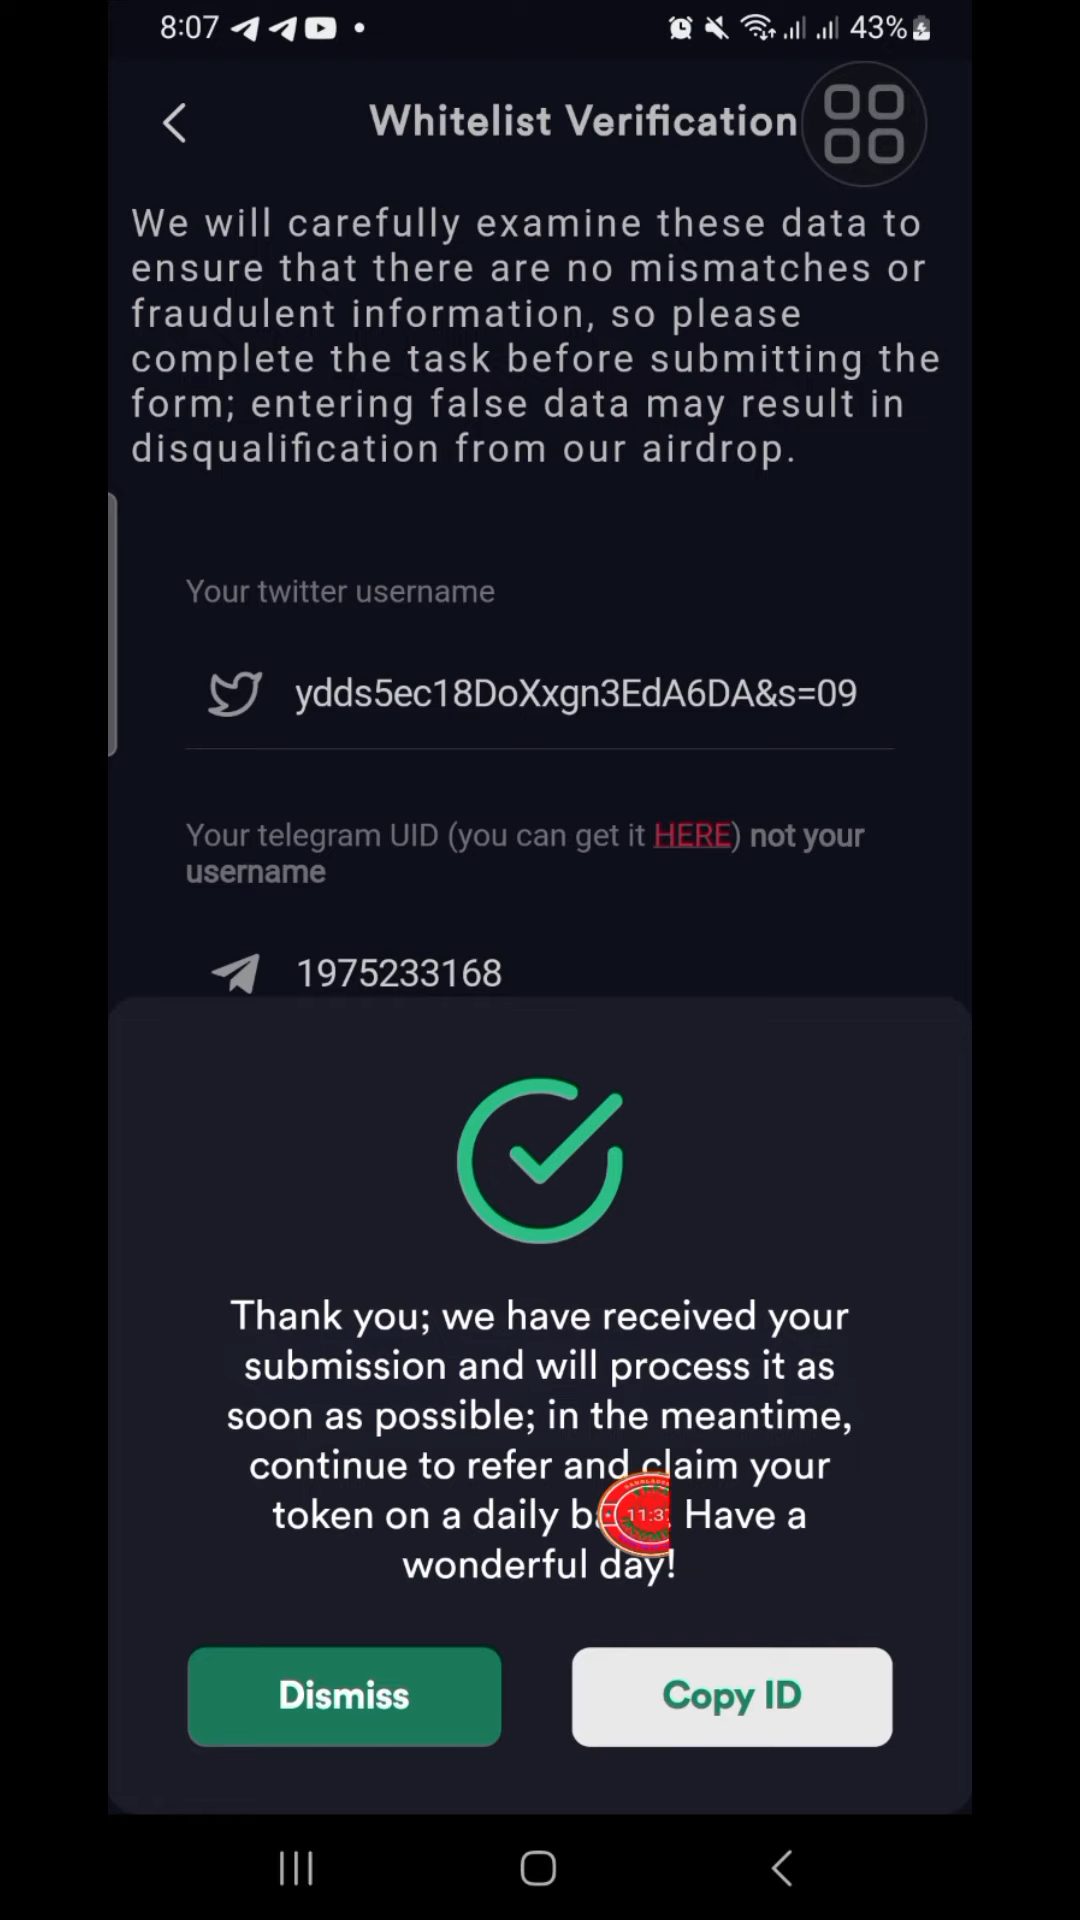 8:07
43%
Whitelist Verification
We will carefully examine these data to
ensure that there are no mismatches or
fraudulent information, so please
complete the task before submitting the
form; entering false data may result in
disqualification from our airdrop.
Your twitter username
ydds5ec18DoXxgn3EdA6DA&s=09
Your telegram UID (you can get it HERE) not your
username
1975233168
Thank you; we have received your
submission and will process it as
soon as possible; in the meantime,
continue to refer and claim your
token on a daily Have a
wonderful day!
11:37
Dismiss
Copy ID